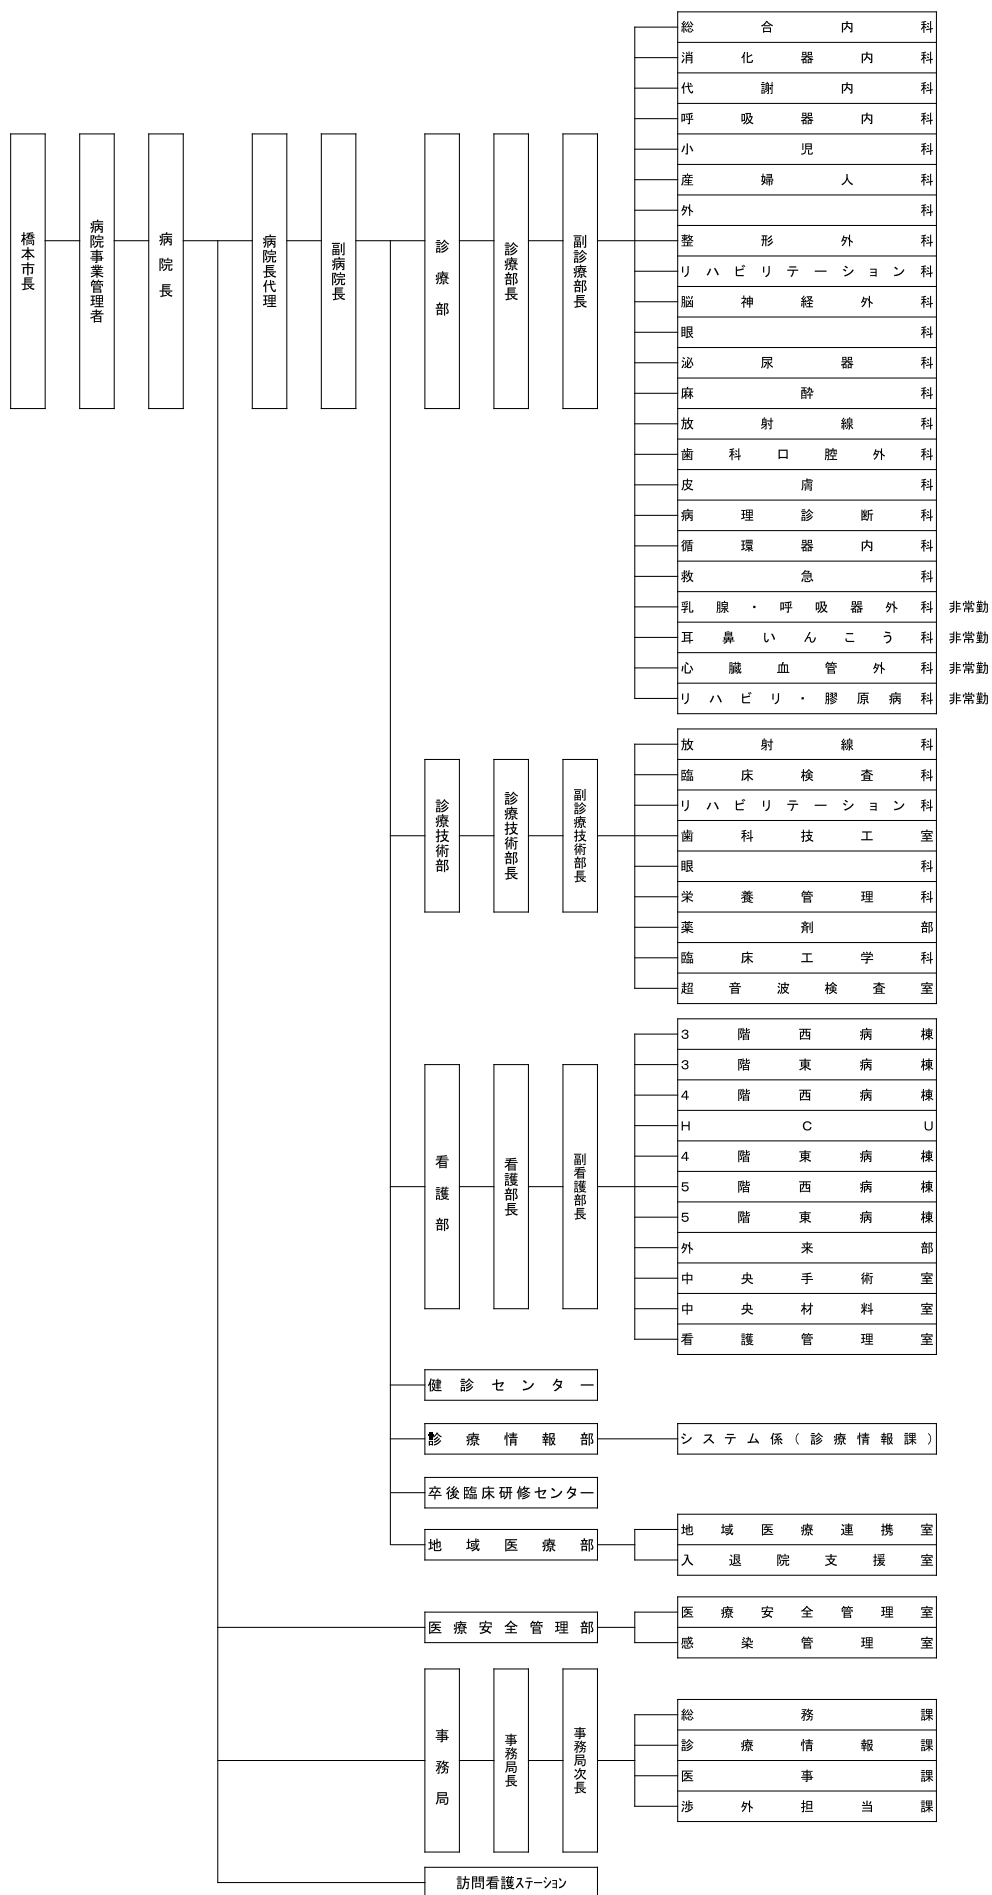 橋本市長
病院事業管理者
病院長
病院長代理
副病院長
診療部
診療部長
副診療部長
総合内科
消化器内科
代謝内科
呼吸器内科
小児科
産婦人科
外科
整形外科
リハビリテーション科
脳神経外科
眼科
泌尿器科
麻酔科
放射線科
歯科口腔外科
皮膚科
病理診断科
循環器内科
救急科
乳腺・呼吸器外科 非常勤
耳鼻いんこう科 非常勤
心臓血管外科 非常勤
リハビリ・膠原病科 非常勤
診療技術部
診療技術部長
副診療技術部長
放射線科
臨床検査科
リハビリテーション科
歯科技工室
眼科
栄養管理科
薬剤部
臨床工学科
超音波検査室
看護部
看護部長
副看護部長
3階西病棟
3階東病棟
4階西病棟
HCU
4階東病棟
5階西病棟
5階東病棟
外来部
中央手術室
中央材料室
看護管理室
健診センター
診療情報部
システム係(診療情報課)
卒後臨床研修センター
地域医療部
地域医療連携室
入退院支援室
医療安全管理部
医療安全管理室
感染管理室
事務局
事務局長
事務局次長
総務課
診療情報課
医事課
渉外担当課
訪問看護ステーション